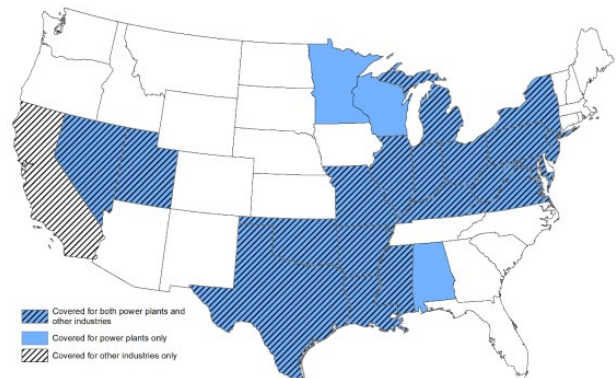 Covered for both power plants and
other industries
Covered for power plants only
Covered for other industries only